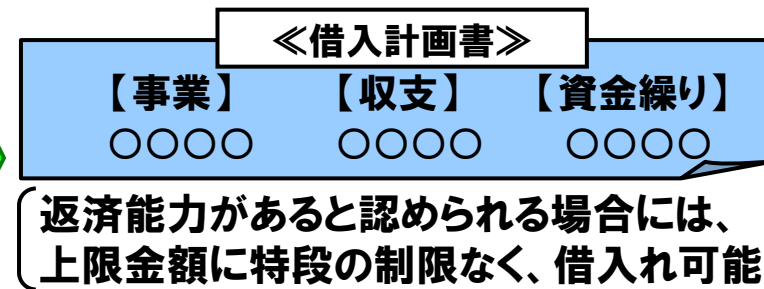 ≪借入計画書≫
【事業】 【収支】 【資金繰り】
○○○○ ○○○○ ○○○○
返済能力があると認められる場合には、
上限金額に特段の制限なく、借入れ可能